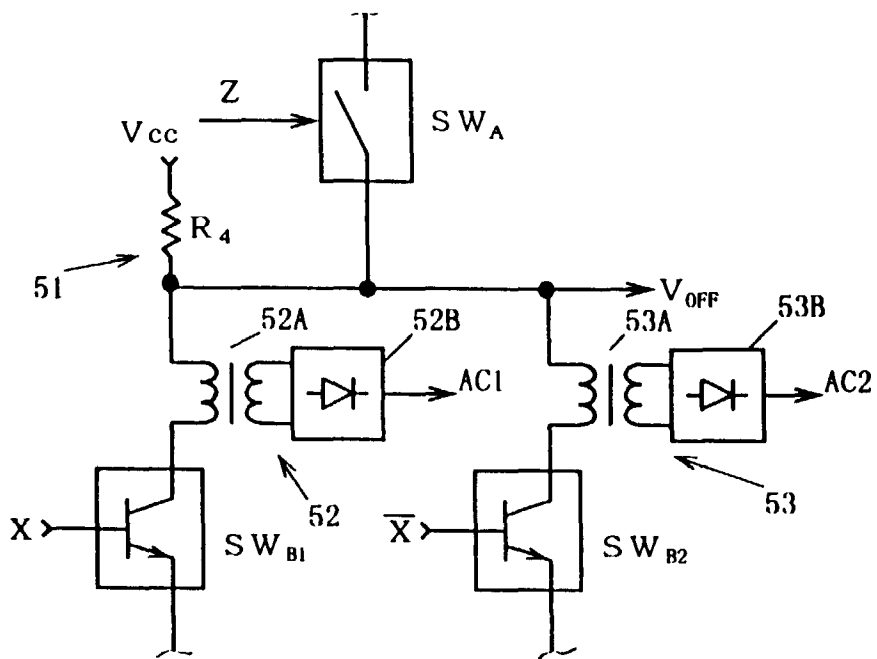 Z
SW_A
Vcc
R_4
51
V_OFF
52A
52B
53A
53B
AC1
AC2
52
53
X
SW_B1
X̅
SW_B2